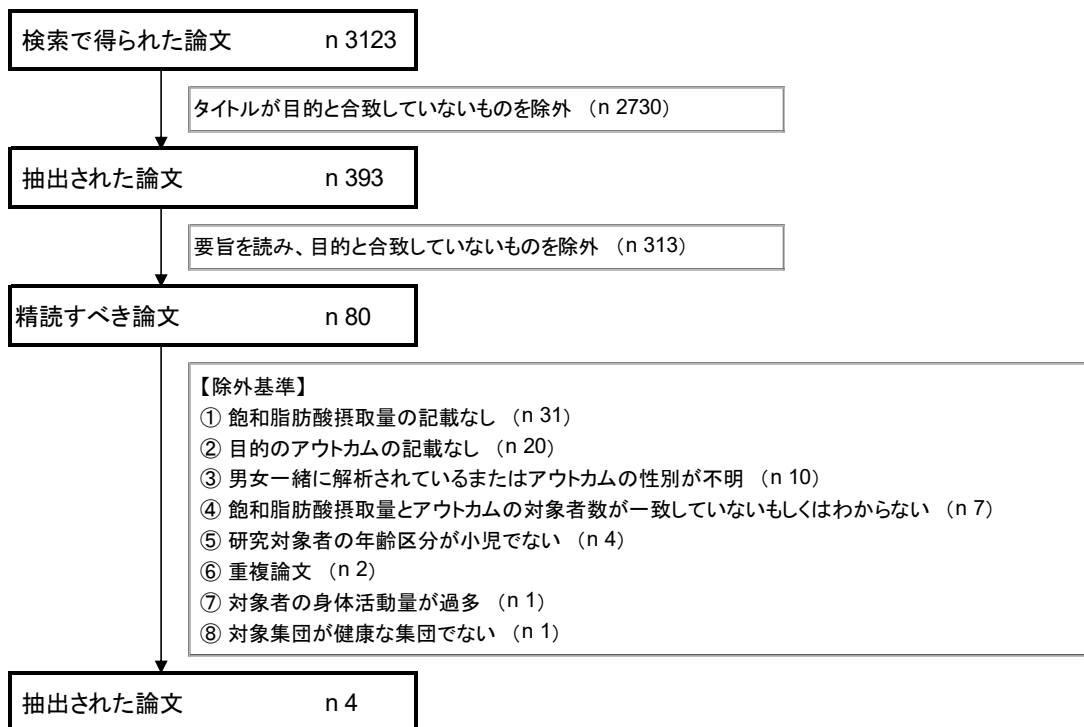 検索で得られた論文 n 3123
タイトルが目的と合致していないものを除外 （n 2730）
抽出された論文 n 393
要旨を読み、目的と合致していないものを除外 （n 313）
精読すべき論文 n 80
【除外基準】
① 飽和脂肪酸摂取量の記載なし （n 31）
② 目的のアウトカムの記載なし （n 20）
③ 男女一緒に解析されているまたはアウトカムの性別が不明 （n 10）
④ 飽和脂肪酸摂取量とアウトカムの対象者数が一致していないもしくはわからない （n 7）
⑤ 研究対象者の年齢区分が小児でない （n 4）
⑥ 重複論文 （n 2）
⑦ 対象者の身体活動量が過多 （n 1）
⑧ 対象集団が健康な集団でない （n 1）
抽出された論文 n 4